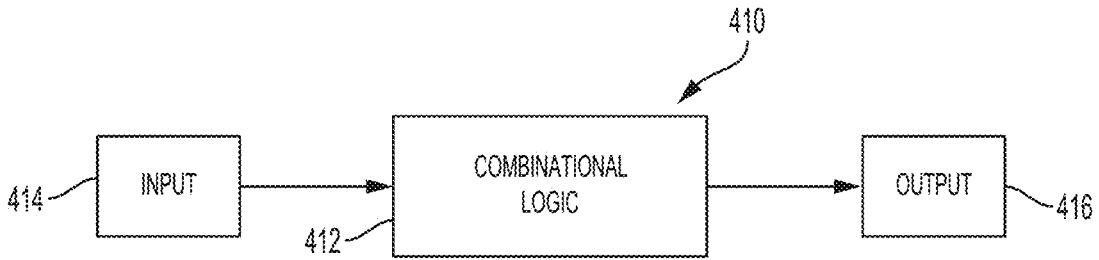 410
INPUT
COMBINATIONAL
LOGIC
OUTPUT
414
412
416